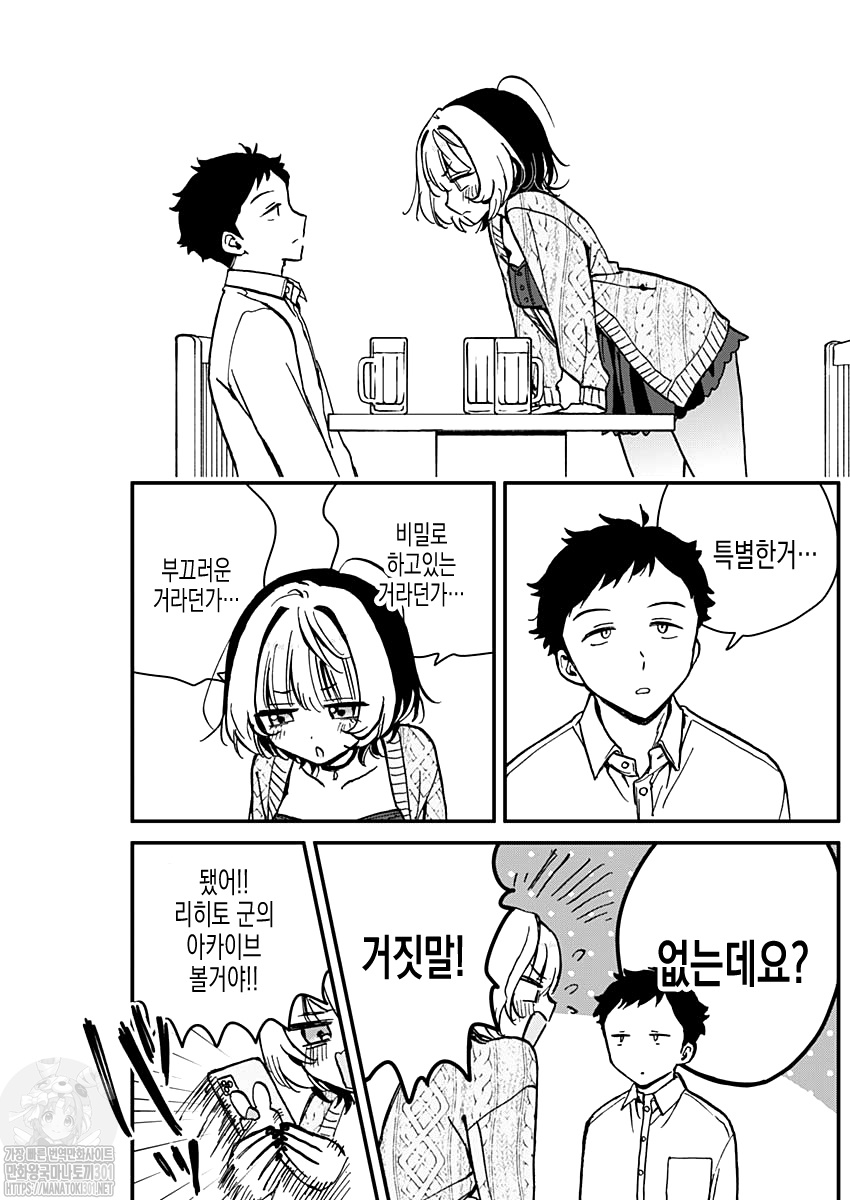 특별한거…
비밀로
하고있는
거라던가…
부끄러운
거라던가…
없는데요?
거짓말!
됐어!!
리히토 군의
아카이브
볼거야!!
가장 빠른 번역만화사이트
만화왕국마나토끼301
HTTPS://MANATOKI301.NET